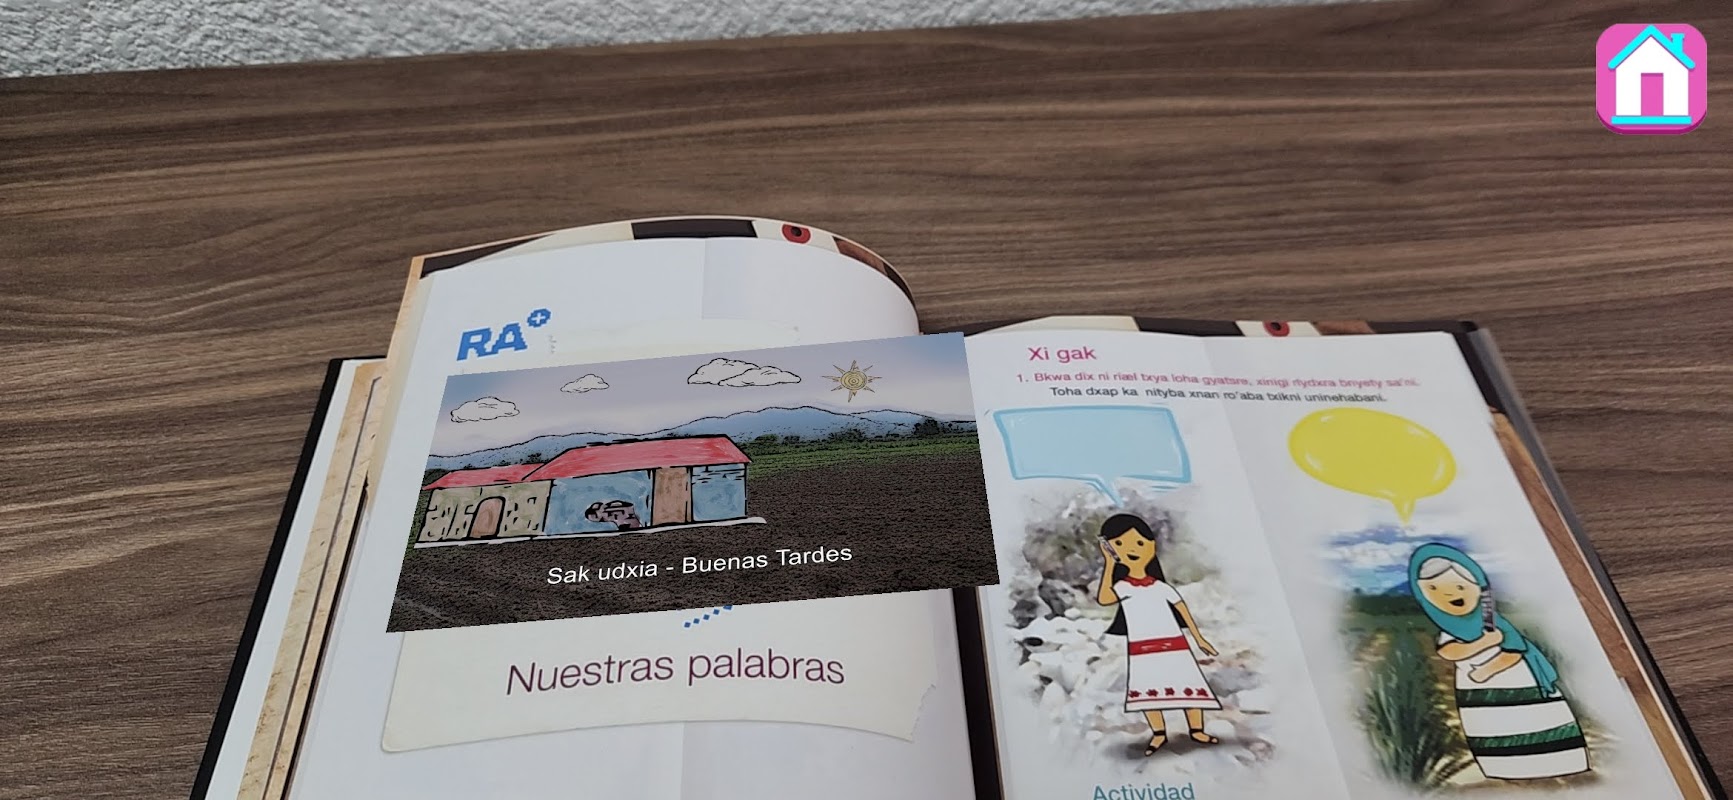 RA+
Sak udxia - Buenas Tardes
Nuestras palabras
Xi gak
1. Bkwa dix ni riæl txya loha gyatsre, xinigi rlydxra bnyety sa'ni.
Toha dxap ka nityba xnan ro'aba txikni uninehabani.
Actividad